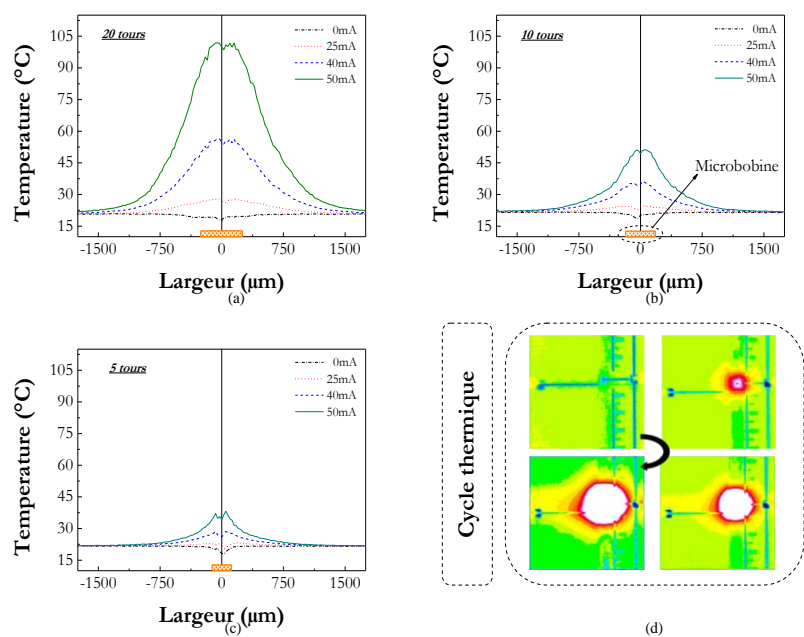 20 tours
0mA
25mA
40mA
50mA
Temperature (°C)
105
90
75
60
45
30
15
-1500
-750
0
750
1500
Largeur (µm)
(a)
10 tours
0mA
25mA
40mA
50mA
Temperature (°C)
105
90
75
60
45
30
15
Microbobine
-1500
-750
0
750
1500
Largeur (µm)
(b)
5 tours
0mA
25mA
40mA
50mA
Temperature (°C)
105
90
75
60
45
30
15
-1500
-750
0
750
1500
Largeur (µm)
(c)
Cycle thermique
(d)